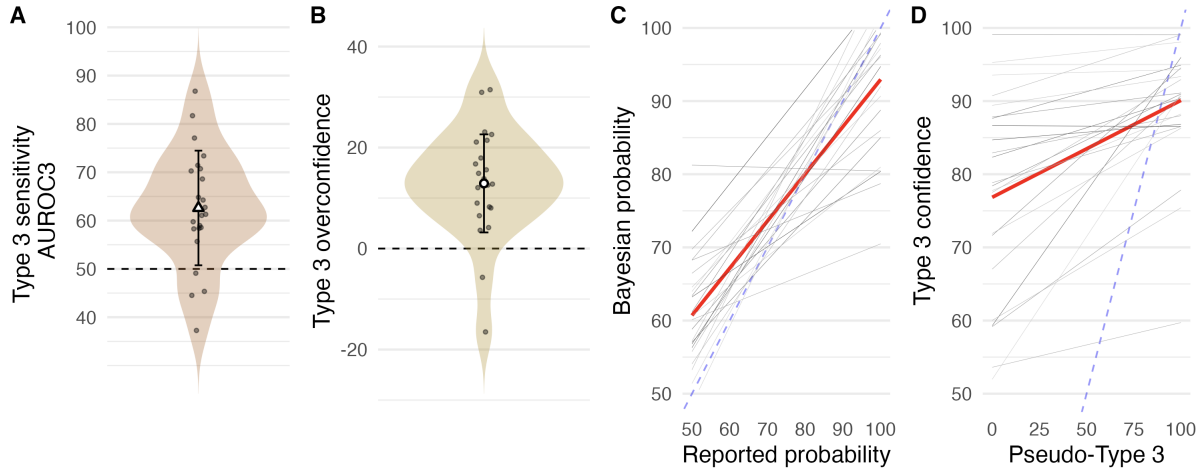 A
Type 3 sensitivity
AUROC3
100
90
80
70
60
50
40
B
Type 3 overconfidence
40
20
0
-20
C
Bayesian probability
100
90
80
70
60
50
50 60 70 80 90 100
Reported probability
D
Type 3 confidence
100
90
80
70
60
50
0 25 50 75 100
Pseudo-Type 3